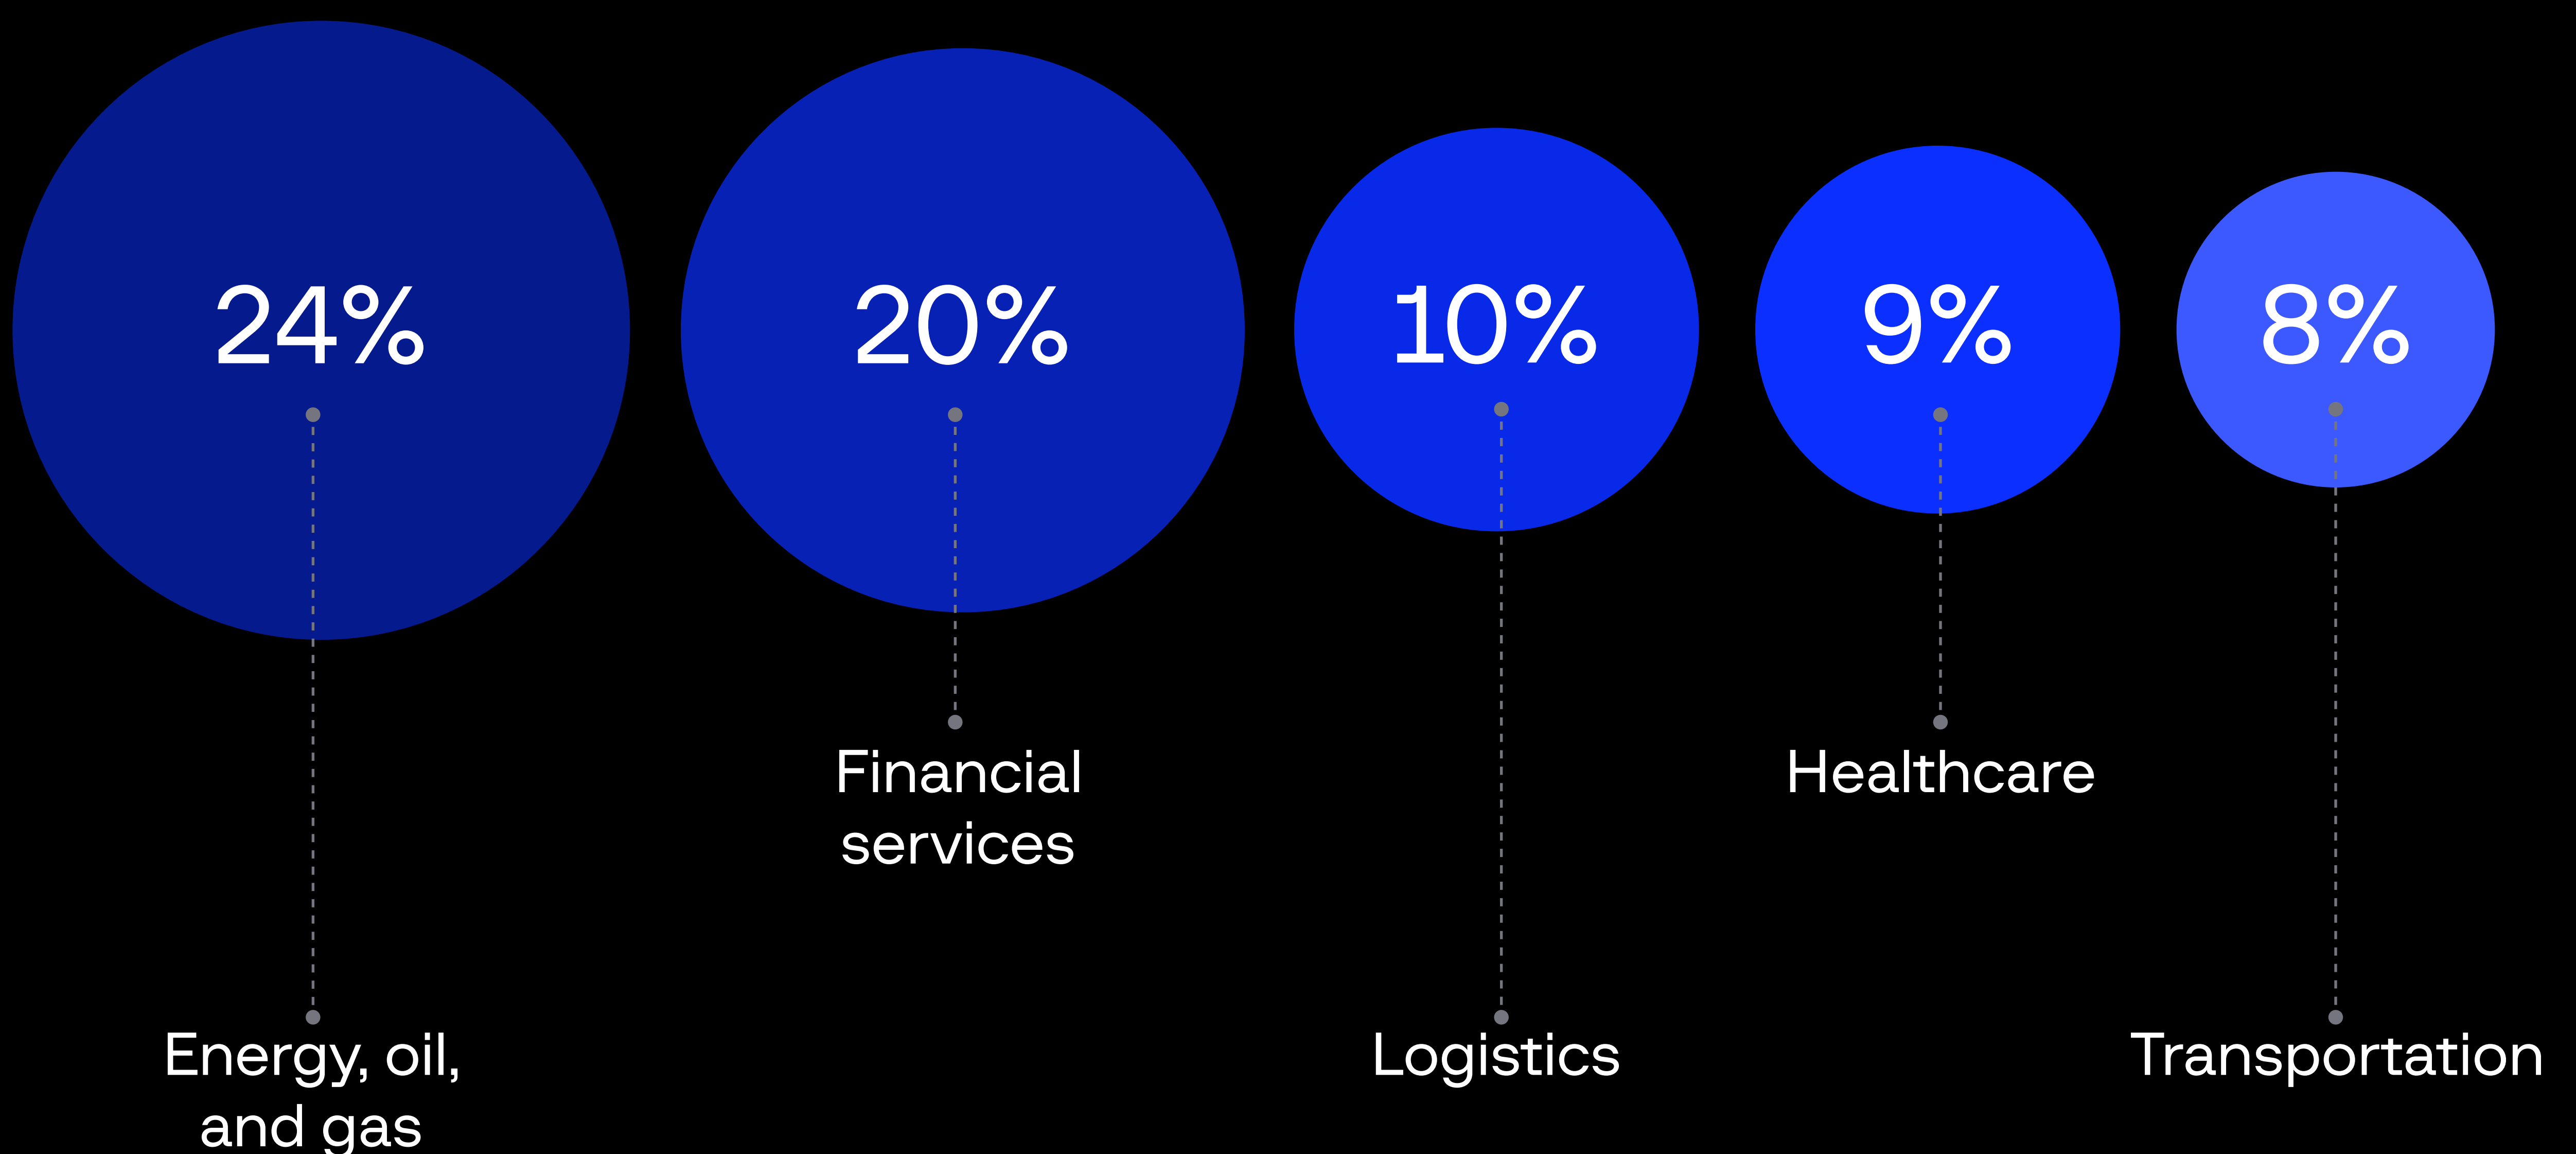 24%
20%
10%
9%
8%
Financial
services
Healthcare
Energy, oil,
and gas
Logistics
Transportation